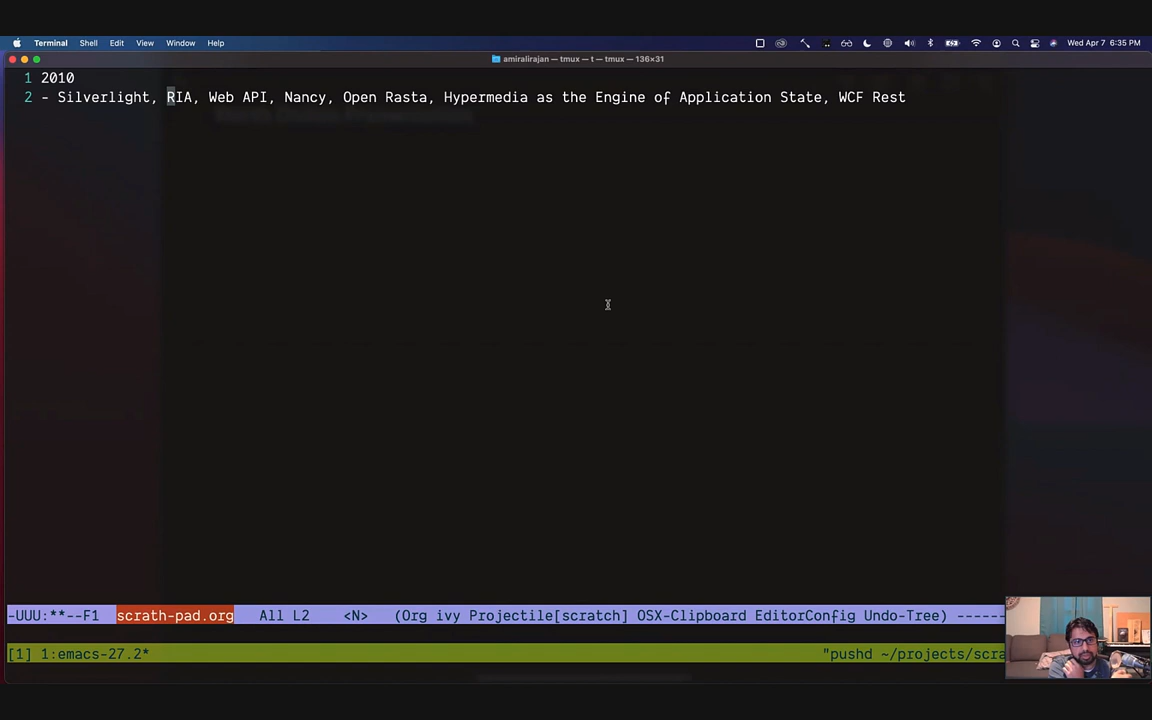 Terminal Shell Edit View Window Help Wed Apr 7 6:35 PM
amiralirajan — tmux — t — tmux — 136×31
1 2010
2 - Silverlight, RIA, Web API, Nancy, Open Rasta, Hypermedia as the Engine of Application State, WCF Rest
-UUU:**--F1 scrath-pad.org All L2 <N> (Org ivy Projectile[scratch] OSX-Clipboard EditorConfig Undo-Tree) ------
[1] 1:emacs-27.2* "pushd ~/projects/scra